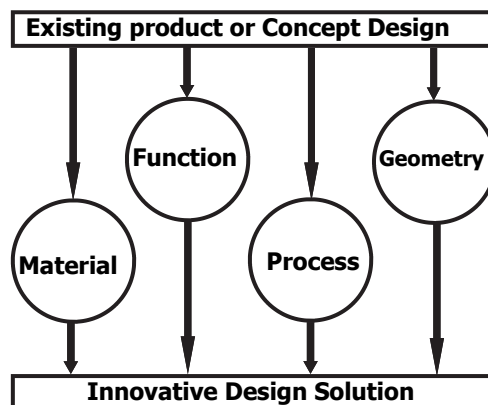 Existing product or Concept Design
Function
Geometry
Material
Process
Innovative Design Solution